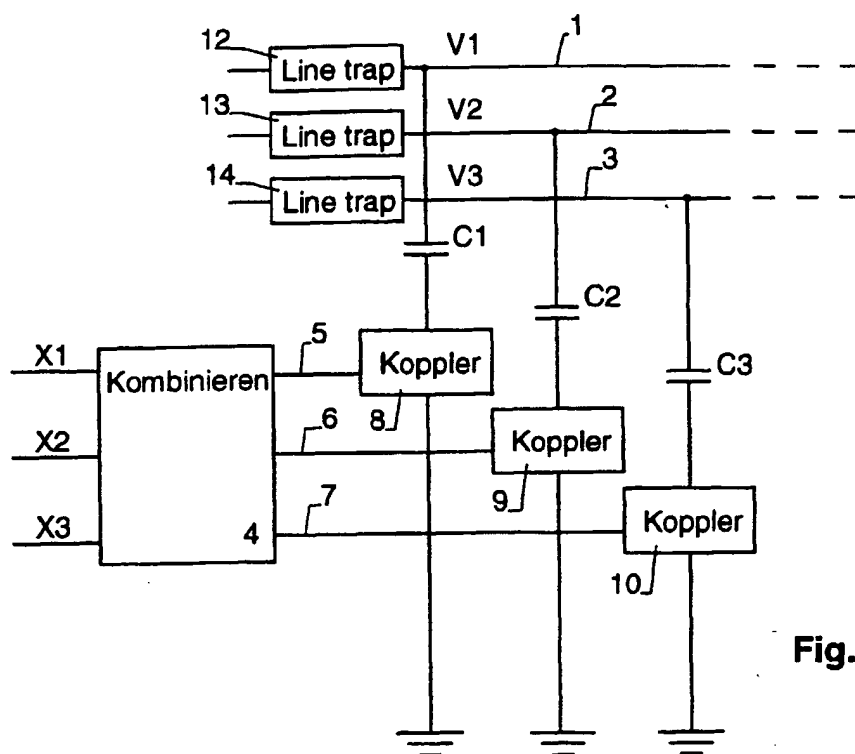 12 Line trap V1 1
13 Line trap V2 2
14 Line trap V3 3
C1
C2
C3
X1 Kombinieren 5 Koppler 8
X2 6 Koppler 9
X3 4 7 Koppler 10
Fig.